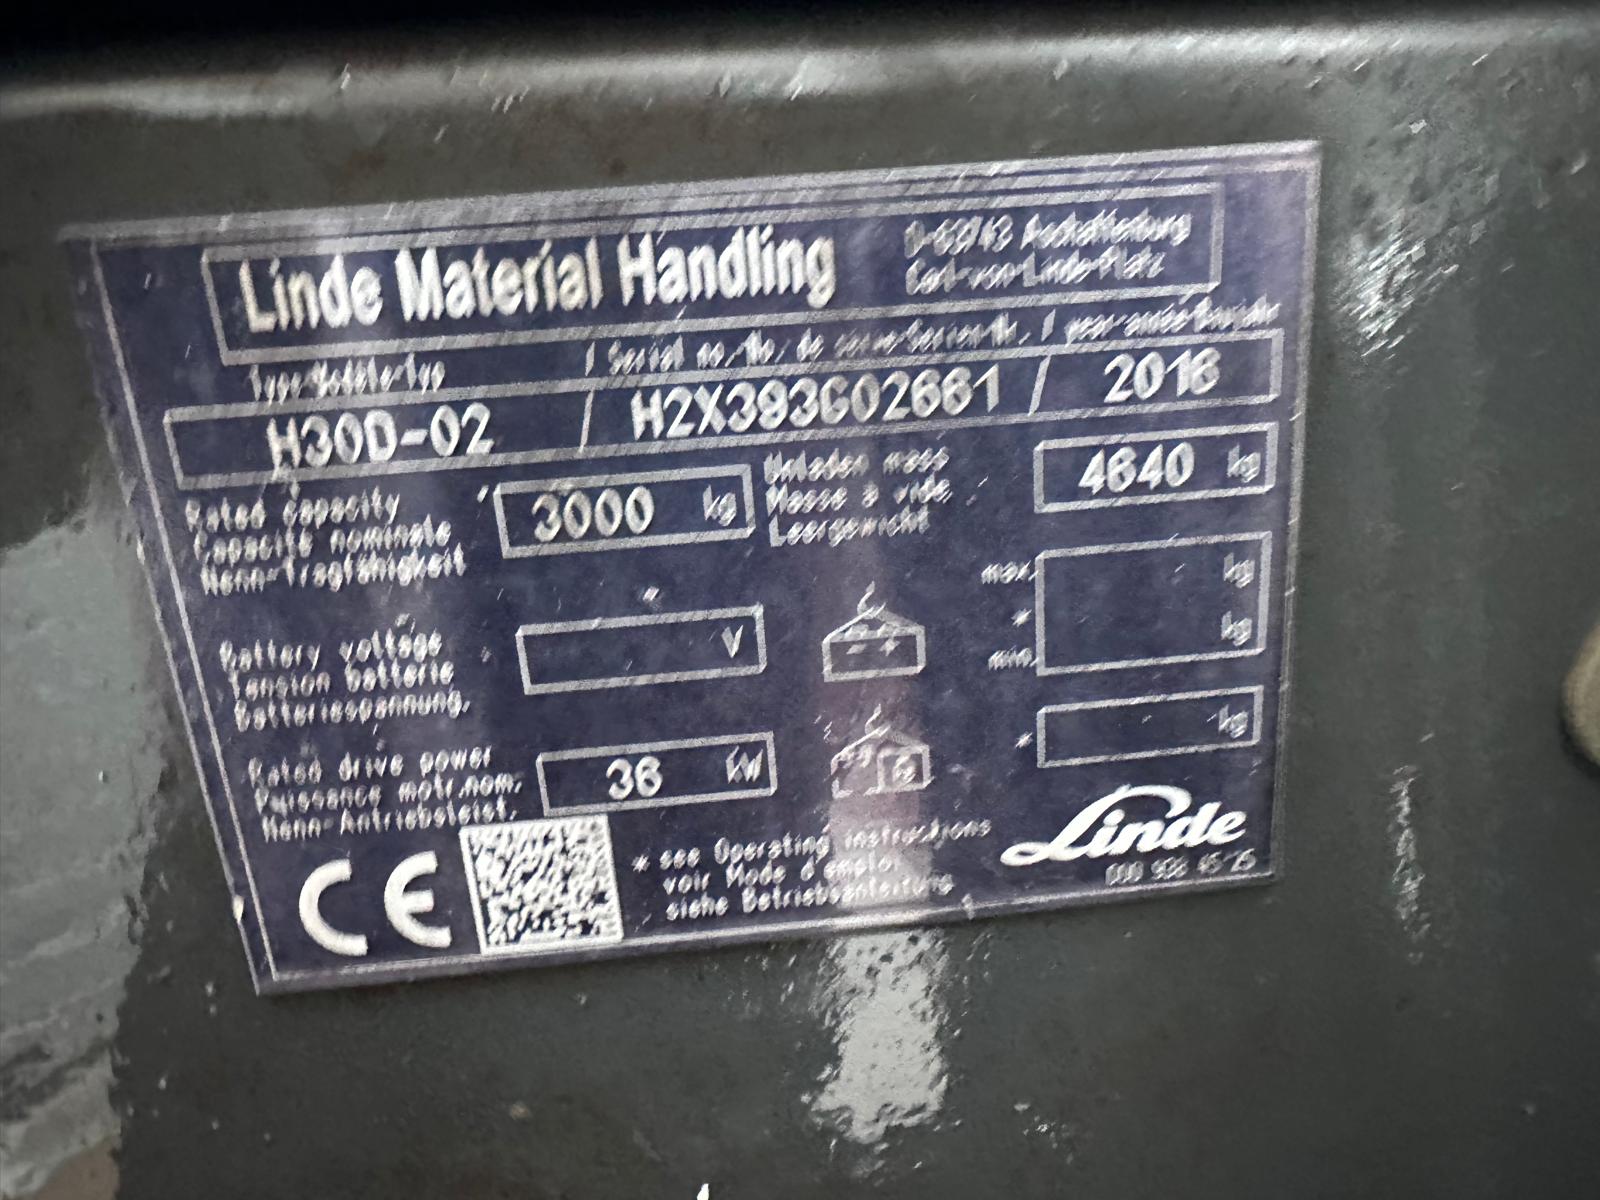 Linde Material Handling
D-63743 Aschaffenburg
Carl-von-Linde-Platz
Type-Modèle-Typ / Serial no./No. de série-Serien-Nr. / year-année-Baujahr
H30D-02 / H2X393G02661 / 2016
Rated capacity
Capacité nominale
Nenn-Tragfähigkeit
3000 kg
Unladen mass
Masse à vide
Leergewicht
4640 kg
Battery voltage
Tension batterie
Batteriespannung
V
max.
kg
*
min.
kg
Rated drive power
Puissance motr.nom.
Nenn-Antriebsleist.
36 kW
*
kg
CE
* see Operating instructions
voir Mode d'emploi
siehe Betriebsanleitung
Linde